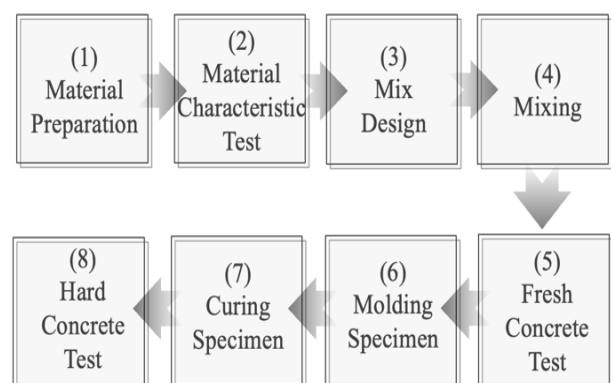 (1)
Material
Preparation
(2)
Material
Characteristic
Test
(3)
Mix
Design
(4)
Mixing
(5)
Fresh
Concrete
Test
(6)
Molding
Specimen
(7)
Curing
Specimen
(8)
Hard
Concrete
Test